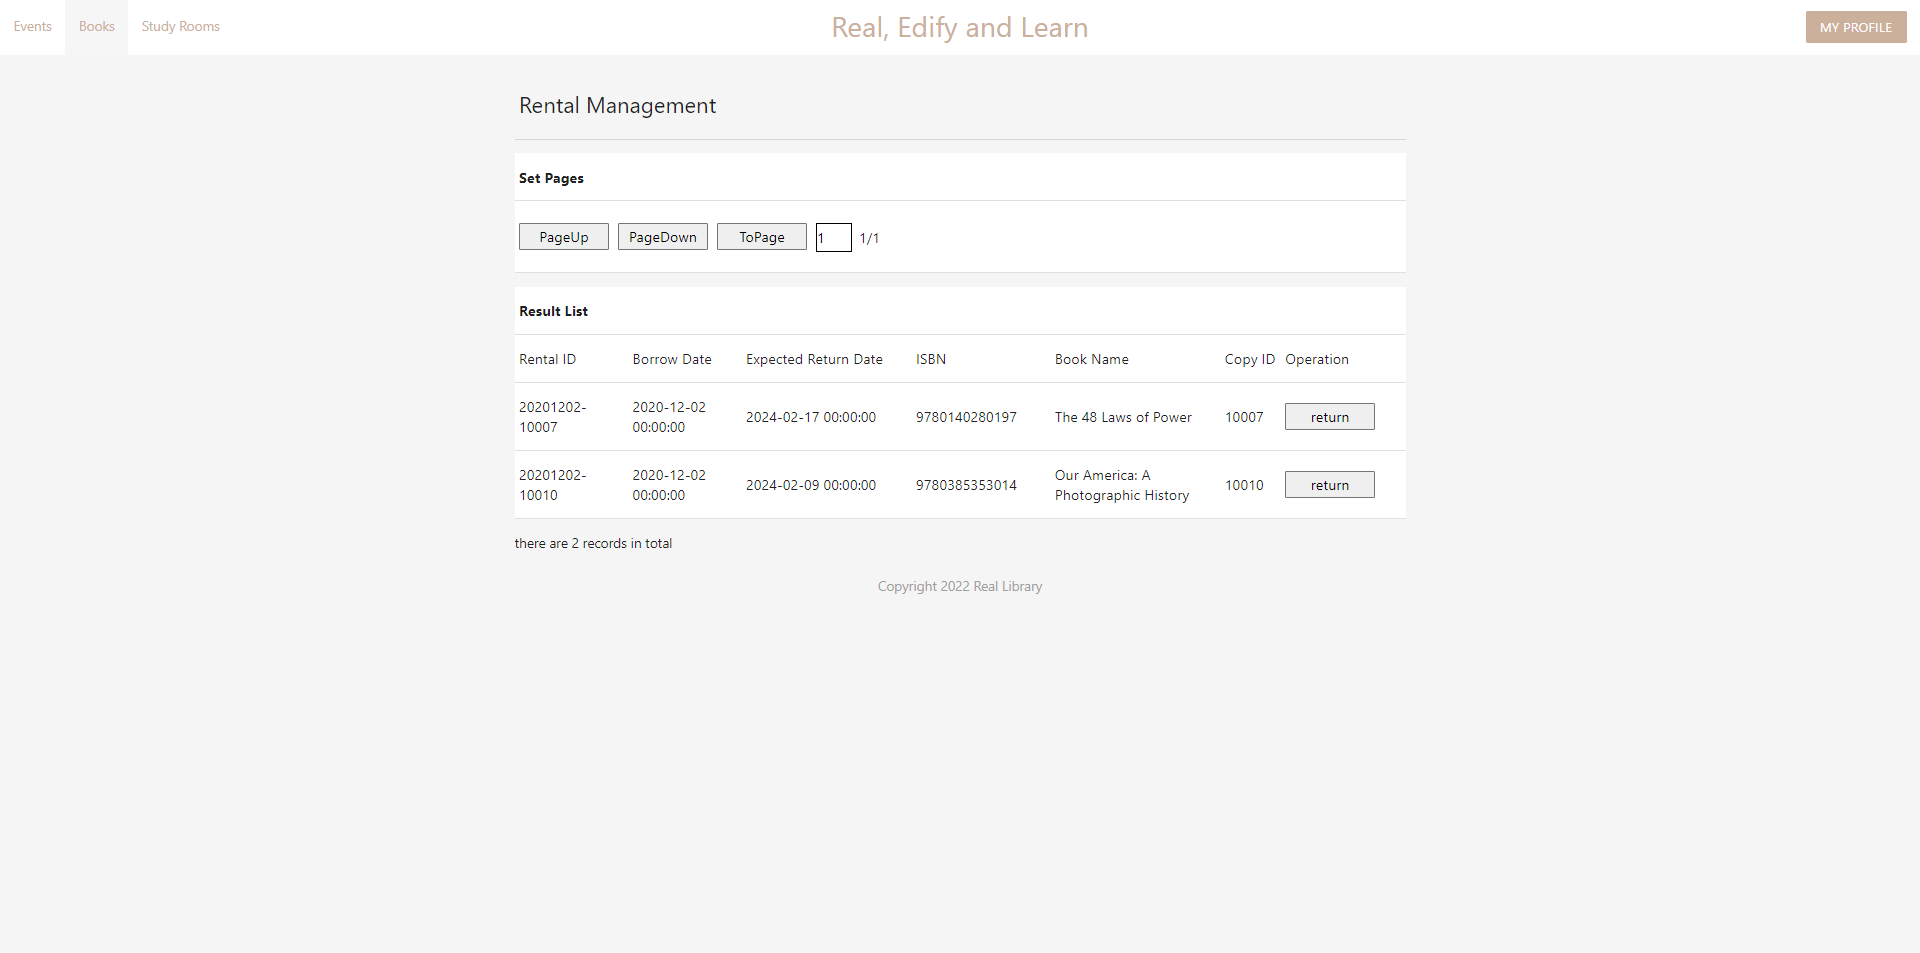 Events Books Study Rooms Real, Edify and Learn MY PROFILE
Rental Management
Set Pages
PageUp PageDown ToPage 1 1/1
Result List
Rental ID Borrow Date Expected Return Date ISBN Book Name Copy ID Operation
20201202-
10007
2020-12-02
00:00:00
2024-02-17 00:00:00
9780140280197
The 48 Laws of Power
10007
return
20201202-
10010
2020-12-02
00:00:00
2024-02-09 00:00:00
9780385353014
Our America: A
Photographic History
10010
return
there are 2 records in total
Copyright 2022 Real Library